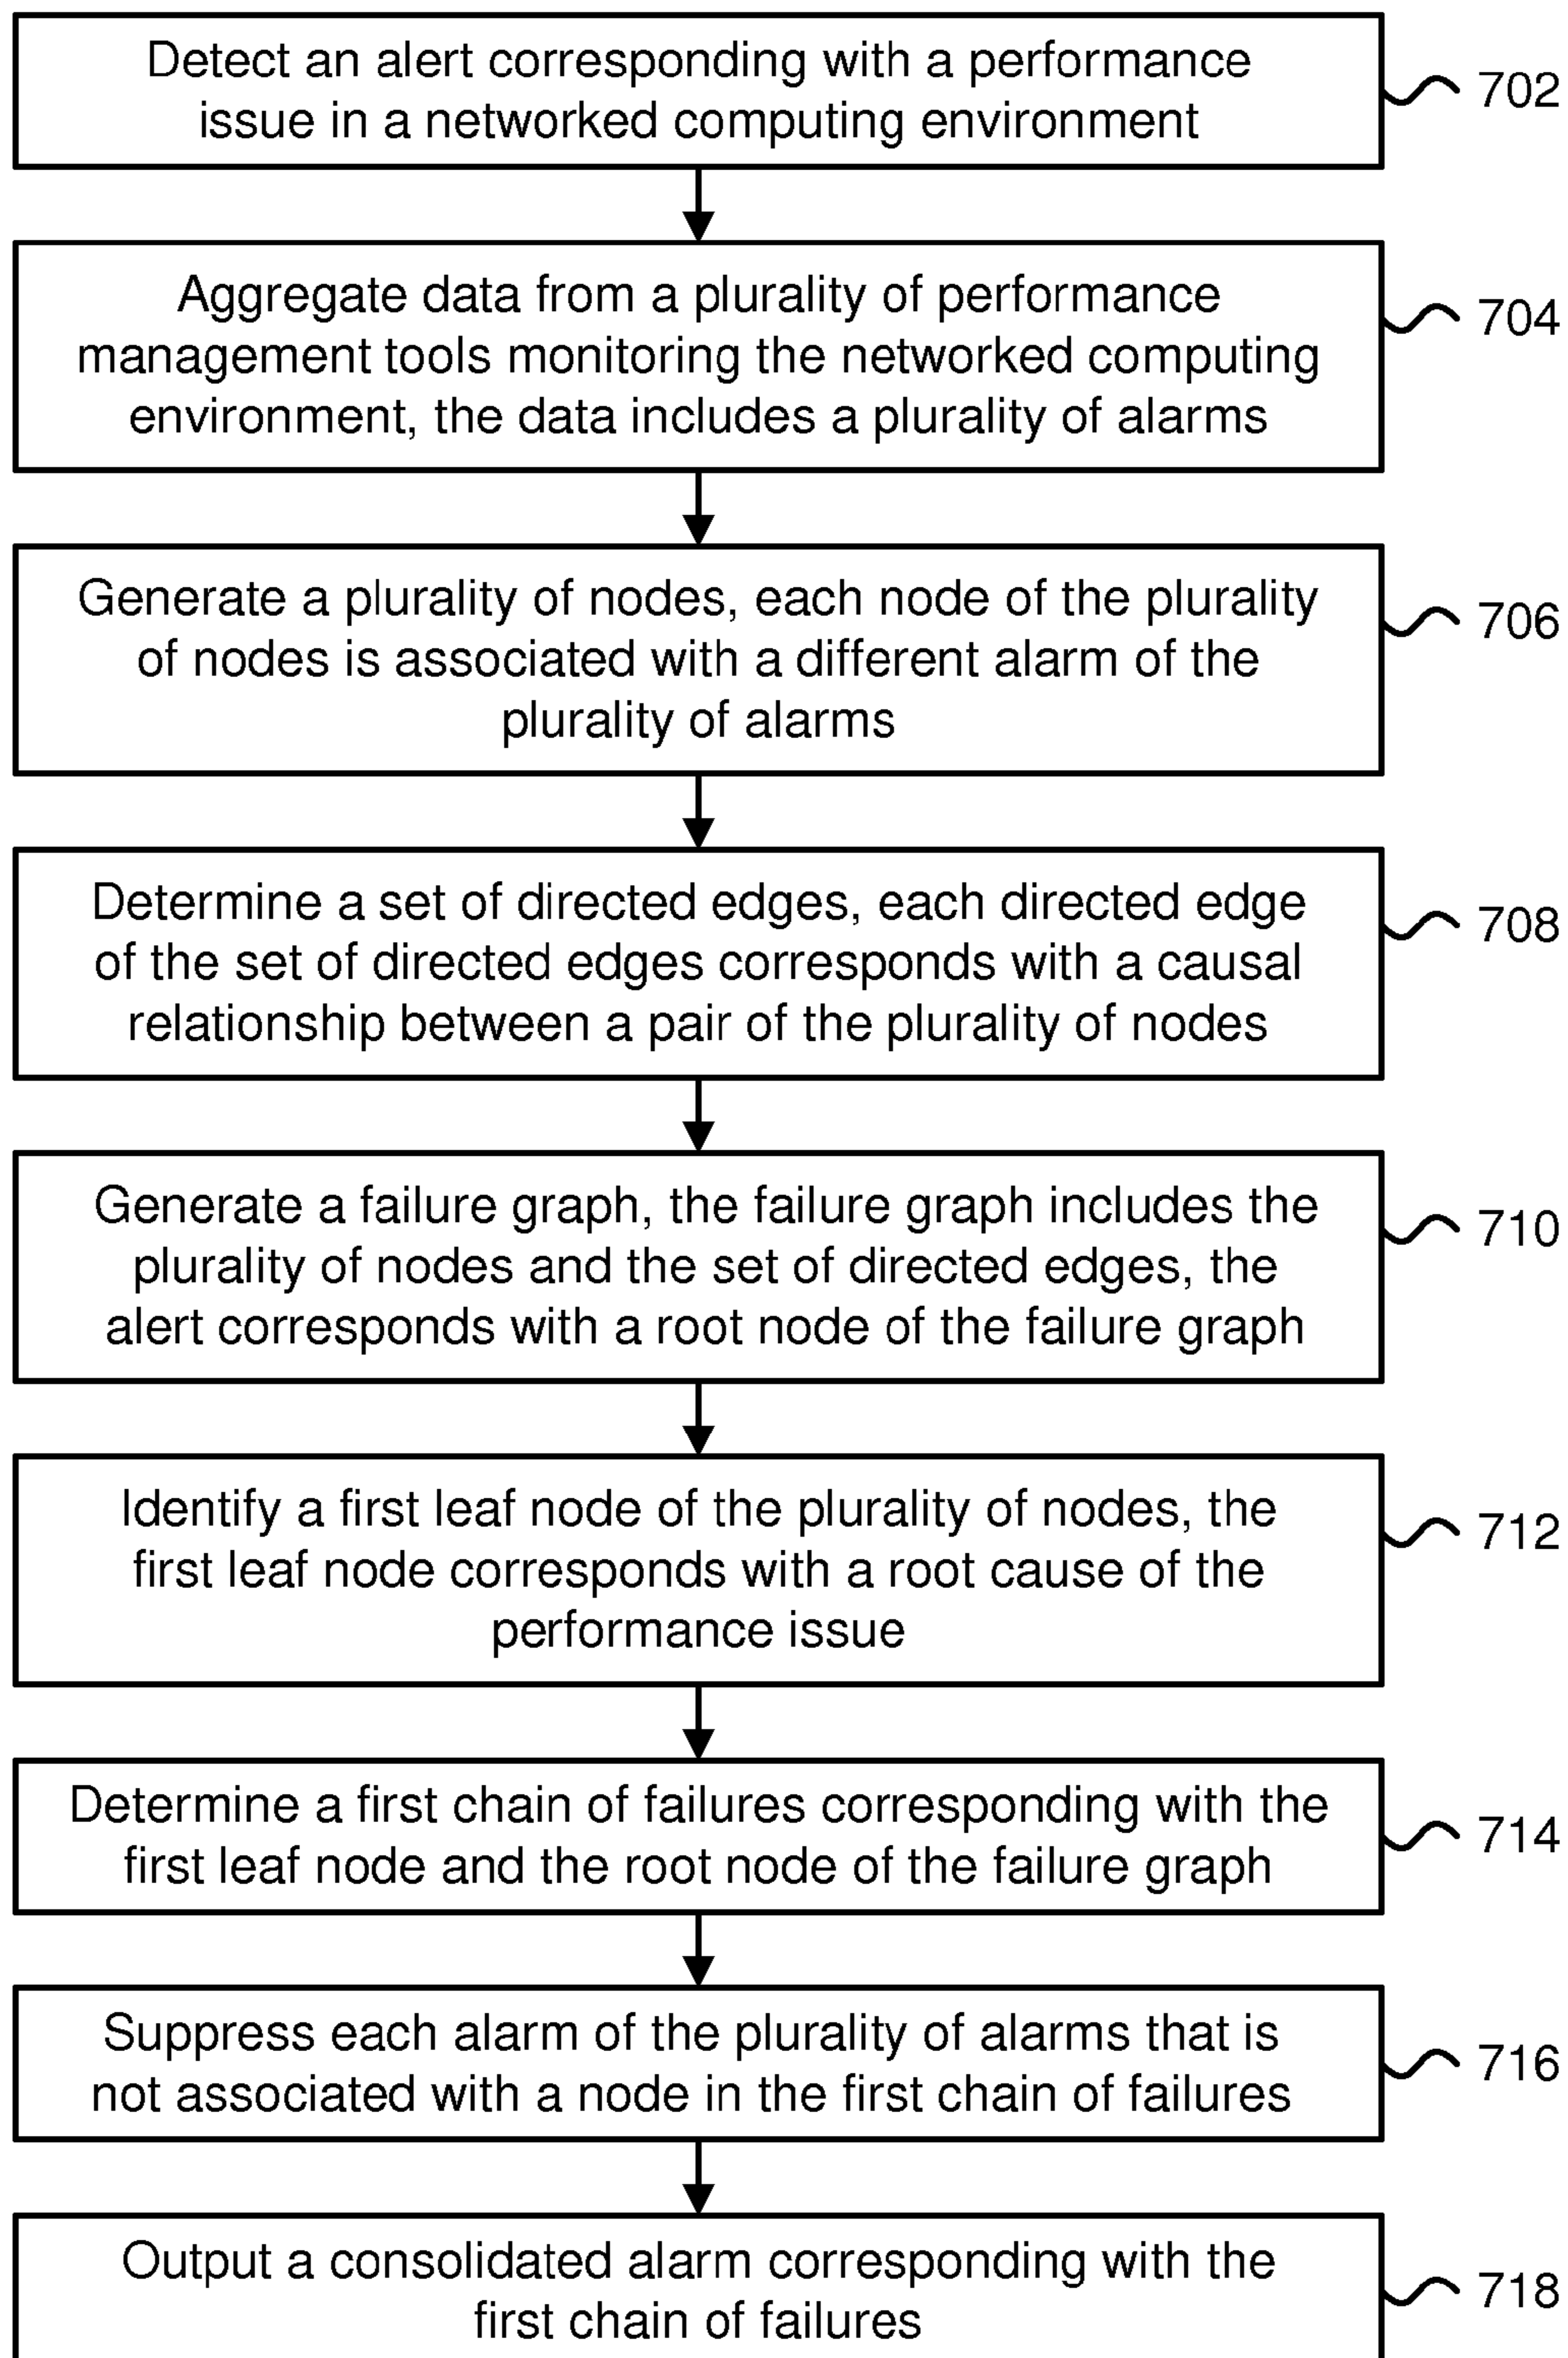 Detect an alert corresponding with a performance
issue in a networked computing environment
702
Aggregate data from a plurality of performance
management tools monitoring the networked computing
environment, the data includes a plurality of alarms
704
Generate a plurality of nodes, each node of the plurality
of nodes is associated with a different alarm of the
plurality of alarms
706
Determine a set of directed edges, each directed edge
of the set of directed edges corresponds with a causal
relationship between a pair of the plurality of nodes
708
Generate a failure graph, the failure graph includes the
plurality of nodes and the set of directed edges, the
alert corresponds with a root node of the failure graph
710
Identify a first leaf node of the plurality of nodes, the
first leaf node corresponds with a root cause of the
performance issue
712
Determine a first chain of failures corresponding with the
first leaf node and the root node of the failure graph
714
Suppress each alarm of the plurality of alarms that is
not associated with a node in the first chain of failures
716
Output a consolidated alarm corresponding with the
first chain of failures
718